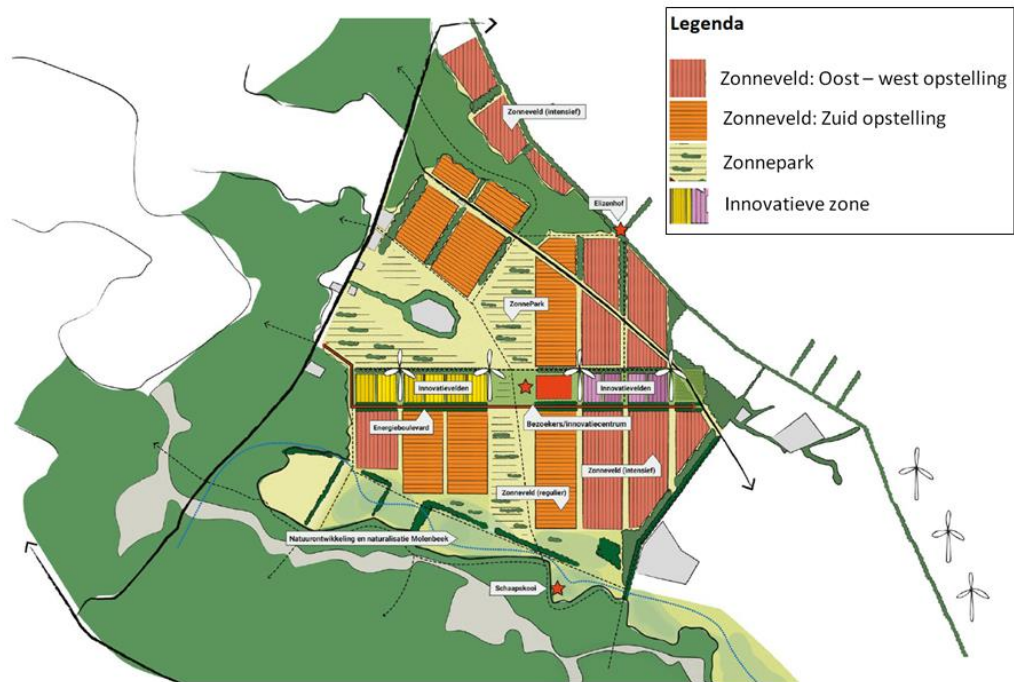 Legenda
Zonneveld: Oost – west opstelling
Zonneveld: Zuid opstelling
Zonnepark
Innovatieve zone
Zonneveld (intensief)
Elizenhof
ZonnePark
Innovatievelden
Innovatievelden
Energieboulevard
Bezoekers/innovatiecentrum
Zonneveld (intensief)
Zonneveld (regulier)
Natuurontwikkeling en naturalisatie Molenbeek
Schaapskooi